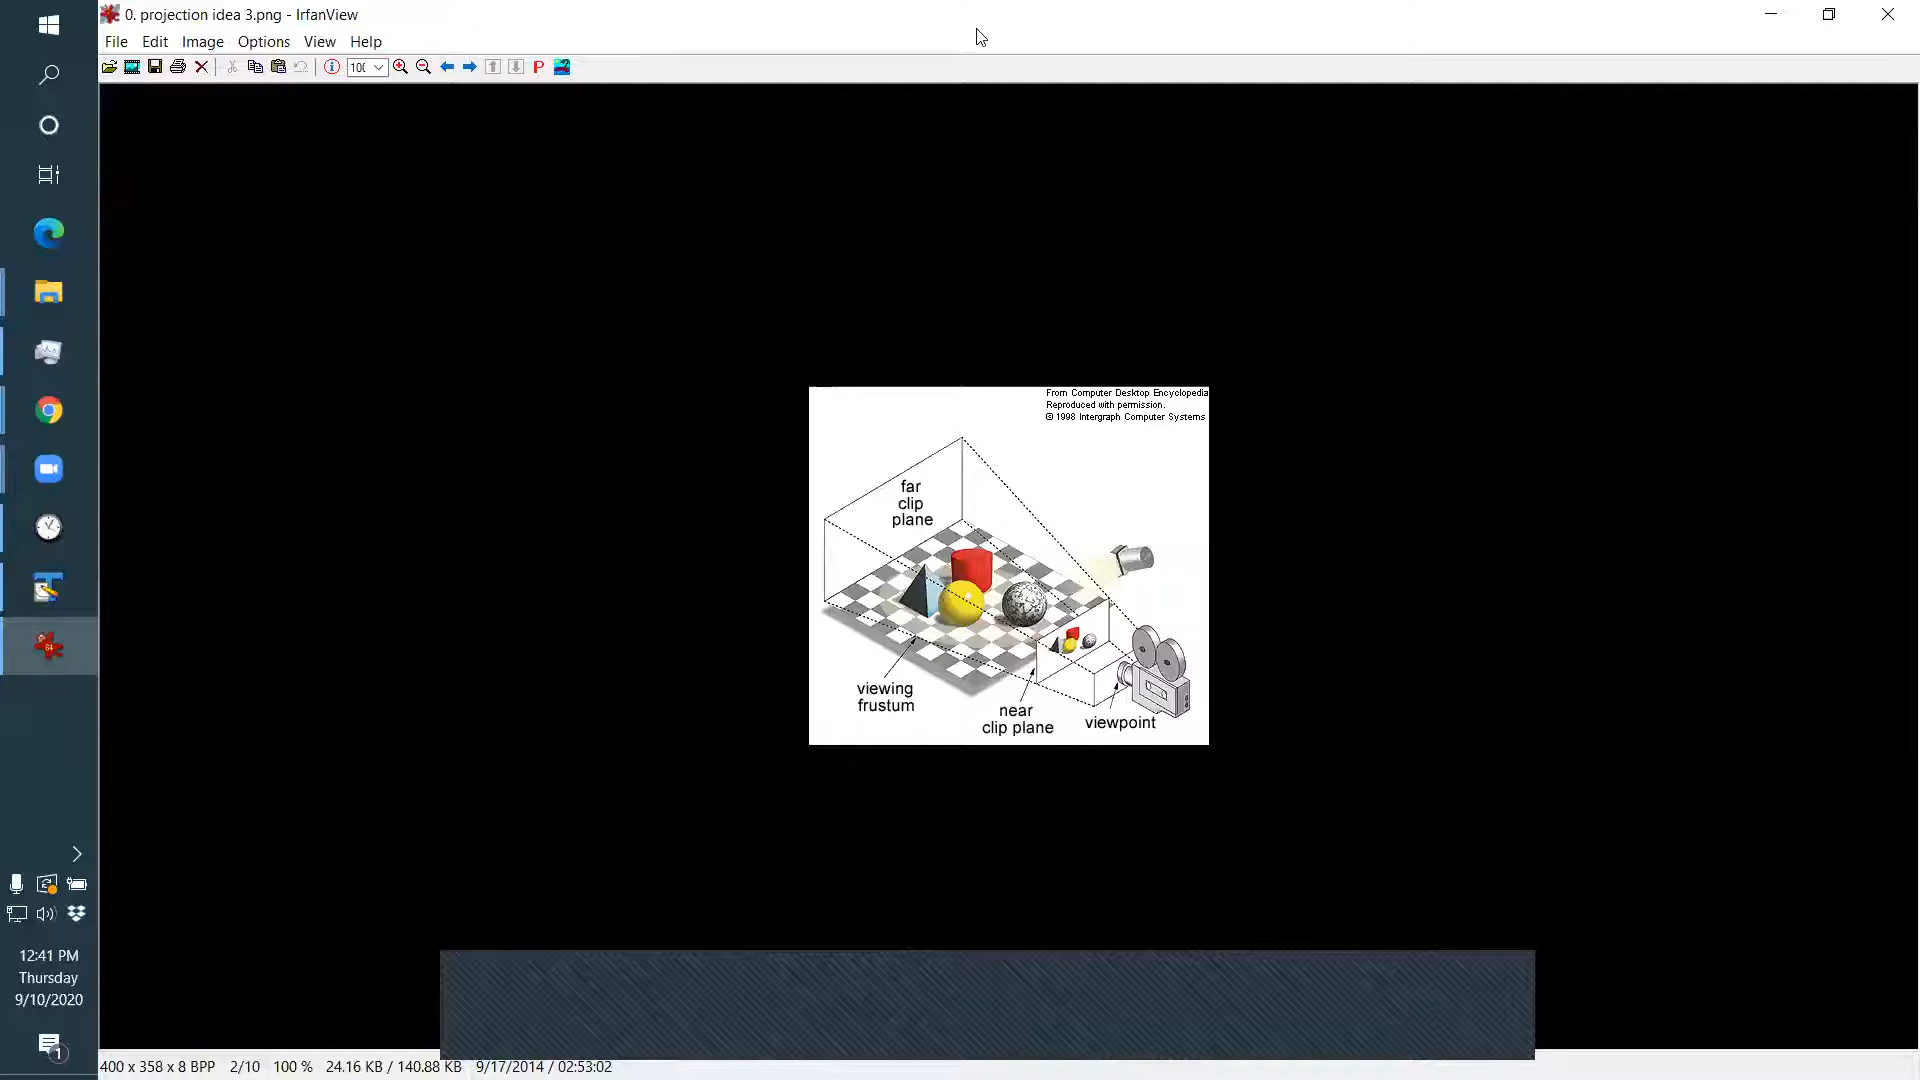 0. projection idea 3.png - IrfanView
File Edit Image Options View Help
P
From Computer Desktop Encyclopedia
Reproduced with permission.
© 1998 Intergraph Computer Systems
far
clip
plane
viewing
frustum
near
clip plane
viewpoint
64
12:41 PM
Thursday
9/10/2020
1
400 x 358 x 8 BPP 2/10 100 % 24.16 KB / 140.88 KB 9/17/2014 / 02:53:02